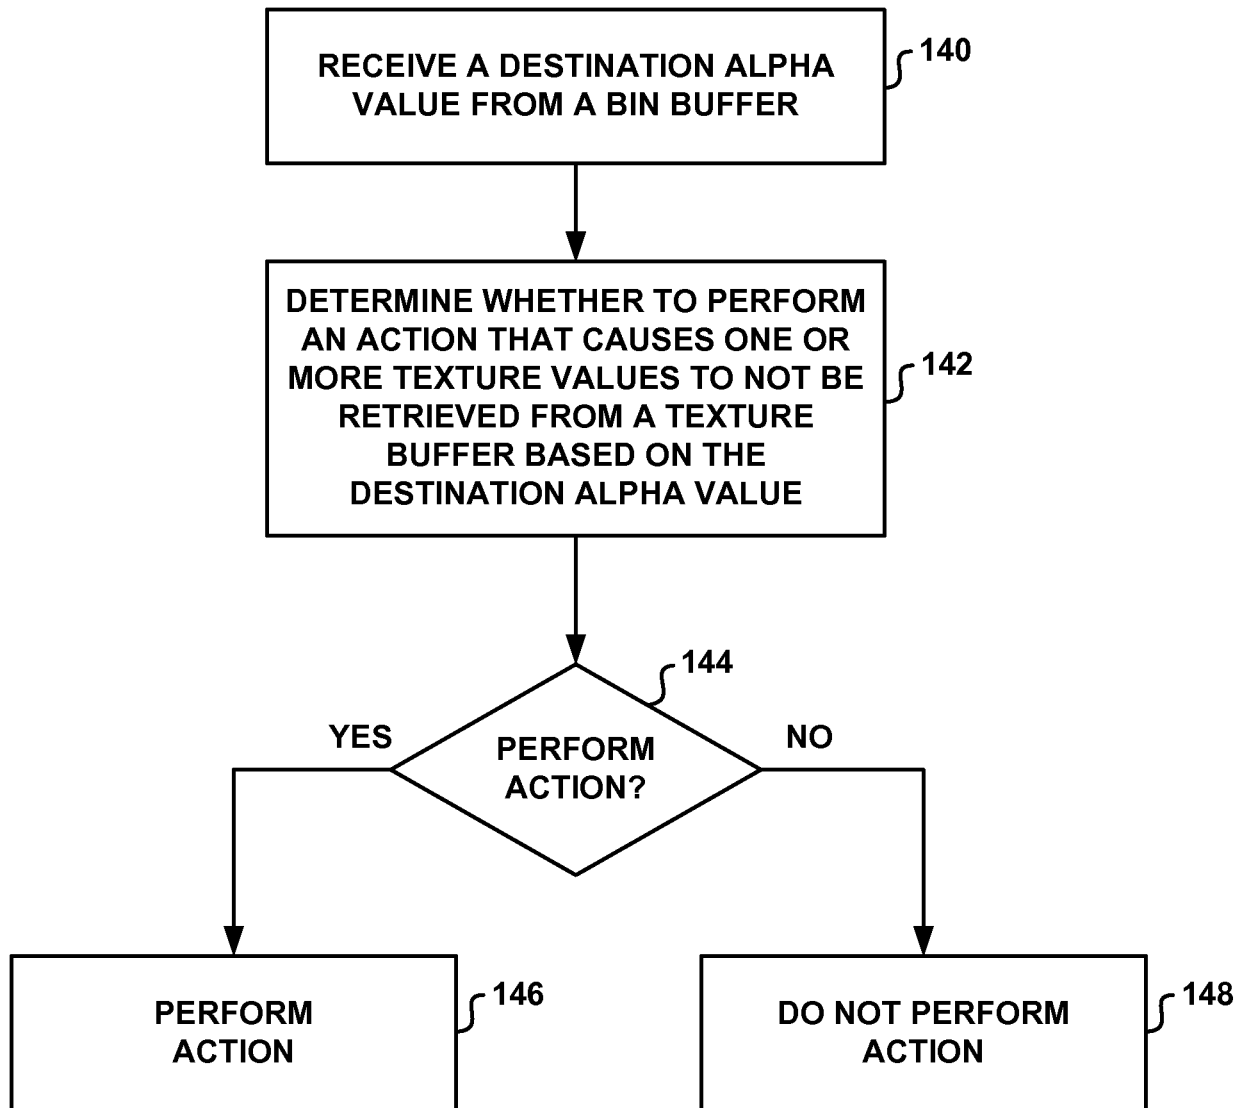 RECEIVE A DESTINATION ALPHA
VALUE FROM A BIN BUFFER
140
DETERMINE WHETHER TO PERFORM
AN ACTION THAT CAUSES ONE OR
MORE TEXTURE VALUES TO NOT BE
RETRIEVED FROM A TEXTURE
BUFFER BASED ON THE
DESTINATION ALPHA VALUE
142
144
YES
PERFORM
ACTION?
NO
PERFORM
ACTION
146
DO NOT PERFORM
ACTION
148